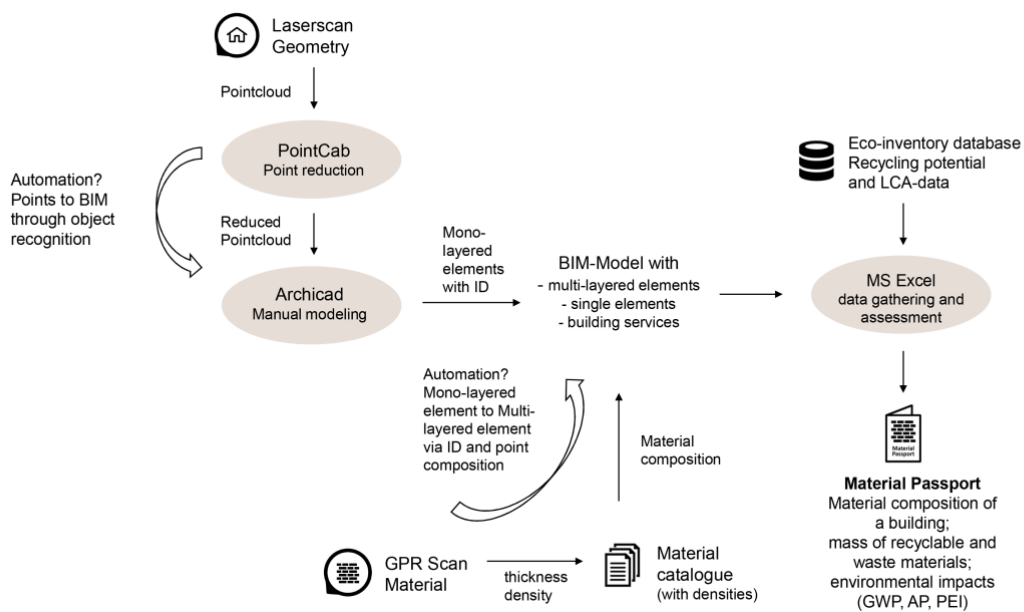 Laserscan
Geometry
Pointcloud
PointCab
Point reduction
Automation?
Points to BIM
through object
recognition
Reduced
Pointcloud
Archicad
Manual modeling
Mono-
layered
elements
with ID
BIM-Model with
- multi-layered elements
- single elements
- building services
Eco-inventory database
Recycling potential
and LCA-data
MS Excel
data gathering and
assessment
Automation?
Mono-layered
element to Multi-
layered element
via ID and point
composition
Material
composition
GPR Scan
Material
thickness
density
Material
catalogue
(with densities)
Material
Passport
Material Passport
Material composition of
a building;
mass of recyclable and
waste materials;
environmental impacts
(GWP, AP, PEI)